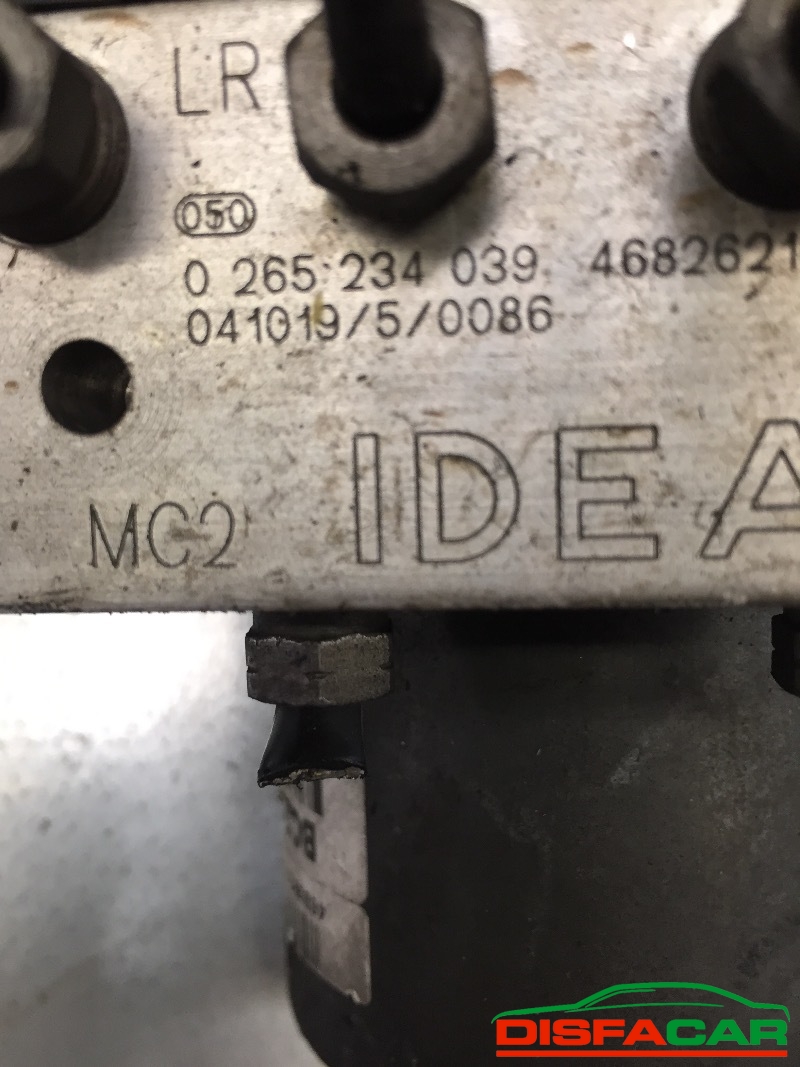 LR
050
0 265 234 039 4682621
041019/5/0086
IDEA
MC2
DISFACAR